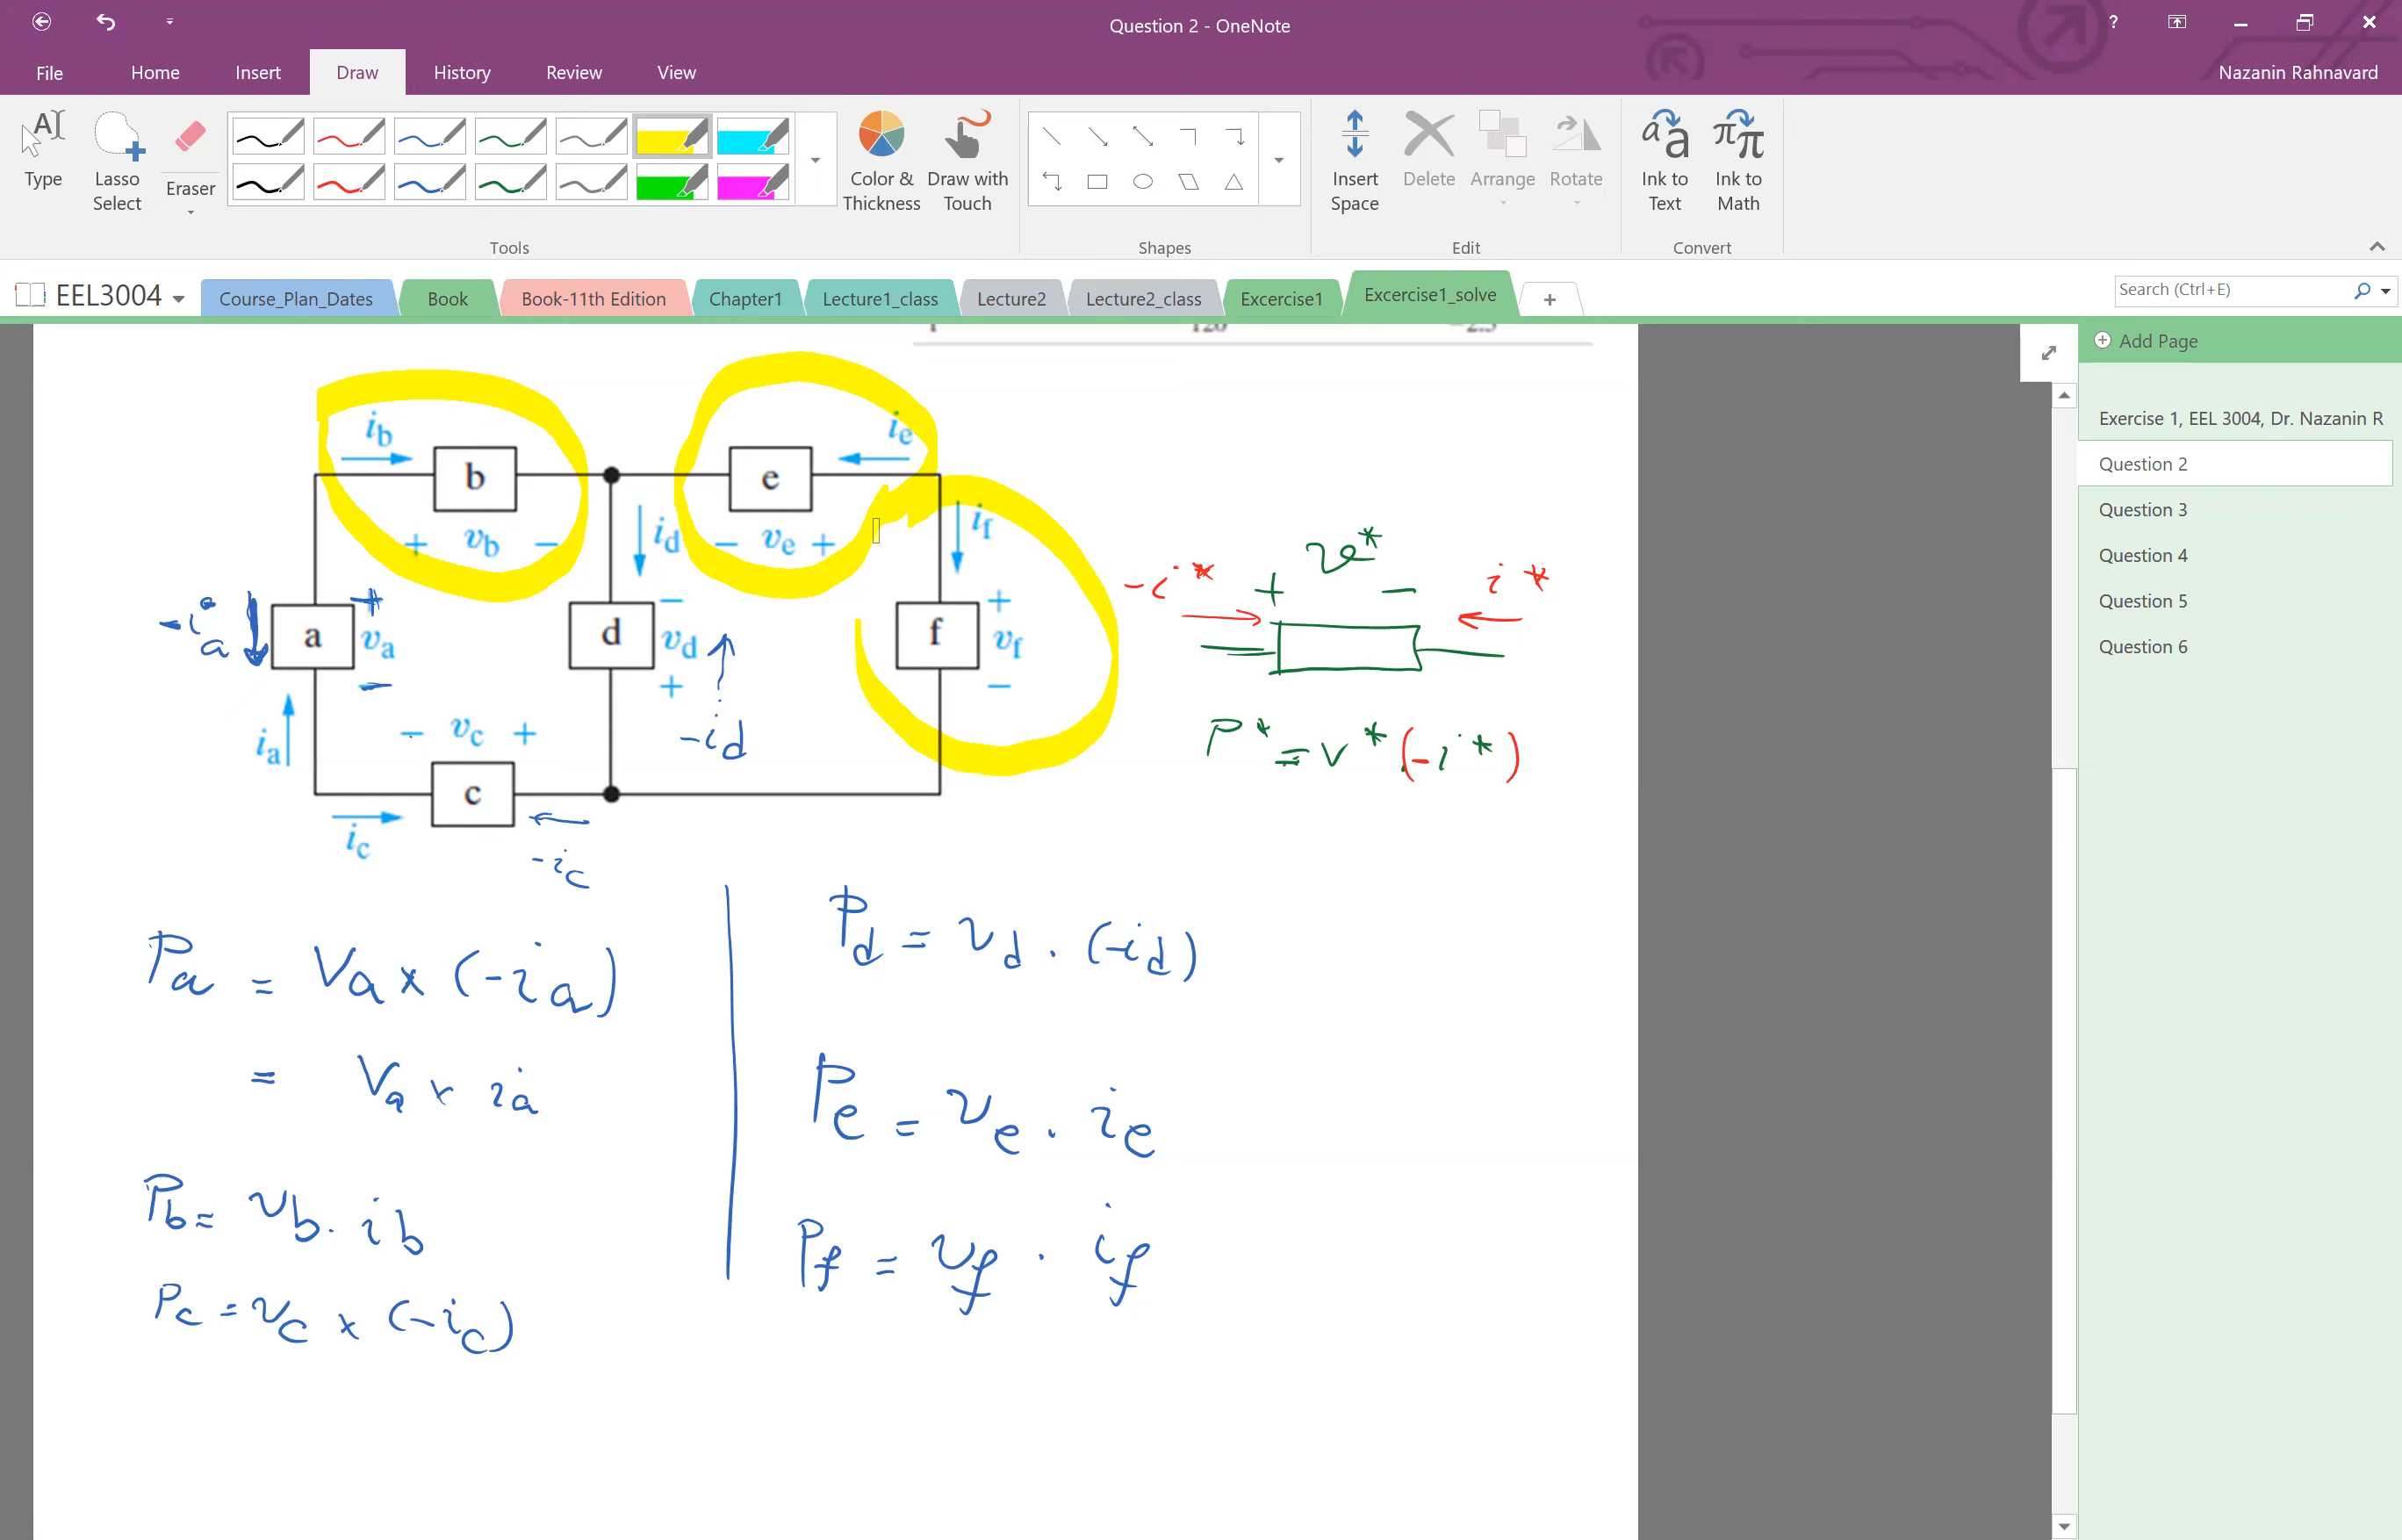 Question 2 - OneNote
?
File Home Insert Draw History Review View
Nazanin Rahnavard
Type
Lasso Select
Eraser
Color & Thickness
Draw with Touch
Insert Space
Delete
Arrange
Rotate
Ink to Text
Ink to Math
Tools
Shapes
Edit
Convert
EEL3004
Course_Plan_Dates
Book
Book-11th Edition
Chapter1
Lecture1_class
Lecture2
Lecture2_class
Excercise1
Excercise1_solve
+
Search (Ctrl+E)
Add Page
Exercise 1, EEL 3004, Dr. Nazanin R
Question 2
Question 3
Question 4
Question 5
Question 6
ib
ie
b
e
+ vb −
id
− ve +
if
-ia
a
+
va
−
d
−
vd
+
f
+
vf
−
-id
ia
− vc +
c
ic
-ic
-i*
+ v* −
i*
P* = v* . (-i*)
Pa = Va x (-ia)
= Va x ia
Pb = vb . ib
Pc = vc x (-ic)
Pd = vd . (-id)
Pe = ve . ie
Pf = vf . if